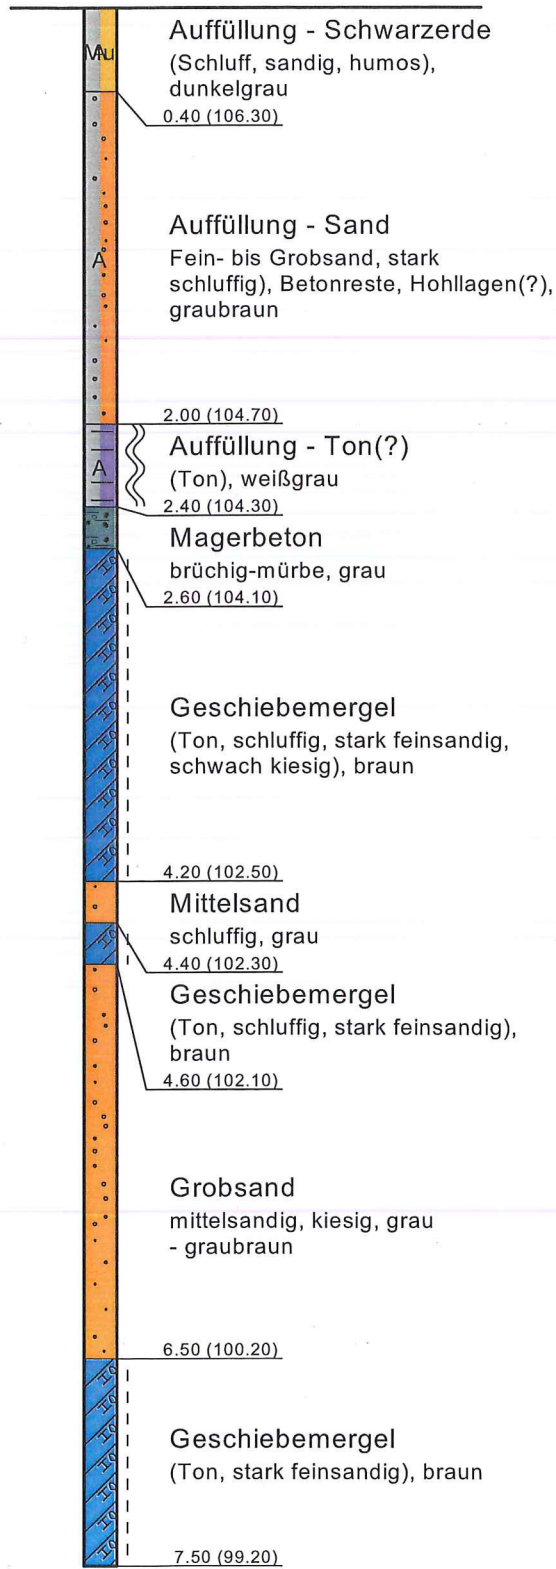 Auffüllung - Schwarzerde
(Schluff, sandig, humos),
dunkelgrau
0.40 (106.30)
Auffüllung - Sand
Fein- bis Grobsand, stark
schluffig), Betonreste, Hohllagen(?),
graubraun
A
2.00 (104.70)
Auffüllung - Ton(?)
(Ton), weißgrau
A
2.40 (104.30)
Magerbeton
brüchig-mürbe, grau
2.60 (104.10)
Geschiebemergel
(Ton, schluffig, stark feinsandig,
schwach kiesig), braun
4.20 (102.50)
Mittelsand
schluffig, grau
4.40 (102.30)
Geschiebemergel
(Ton, schluffig, stark feinsandig),
braun
4.60 (102.10)
Grobsand
mittelsandig, kiesig, grau
- graubraun
6.50 (100.20)
Geschiebemergel
(Ton, stark feinsandig), braun
7.50 (99.20)